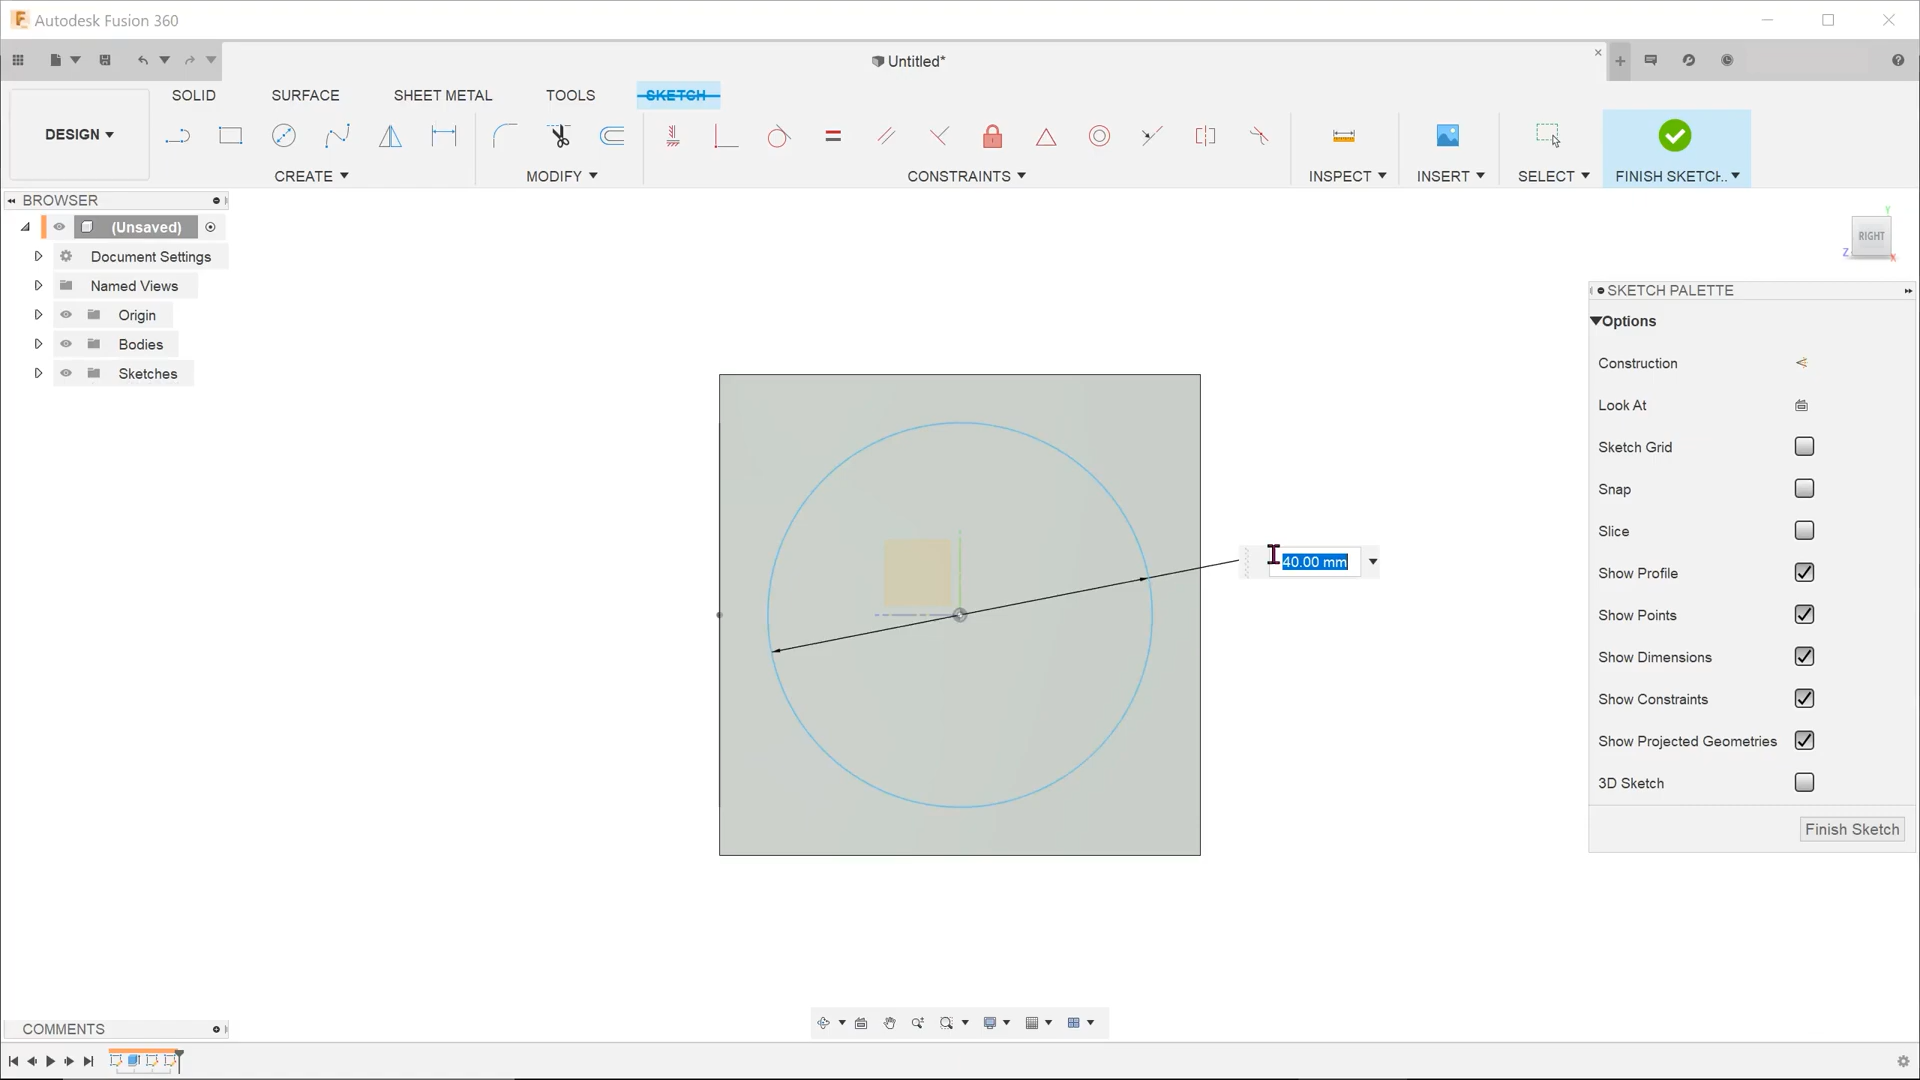 Autodesk Fusion 360
Untitled*
SOLID
SURFACE
SHEET METAL
TOOLS
SKETCH
DESIGN
CREATE
MODIFY
CONSTRAINTS
INSPECT
INSERT
SELECT
FINISH SKETCH
BROWSER
(Unsaved)
Document Settings
Named Views
Origin
Bodies
Sketches
Y
RIGHT
Z
X
SKETCH PALETTE
Options
Construction
Look At
Sketch Grid
Snap
Slice
Show Profile
Show Points
Show Dimensions
Show Constraints
Show Projected Geometries
3D Sketch
Finish Sketch
40.00 mm
COMMENTS